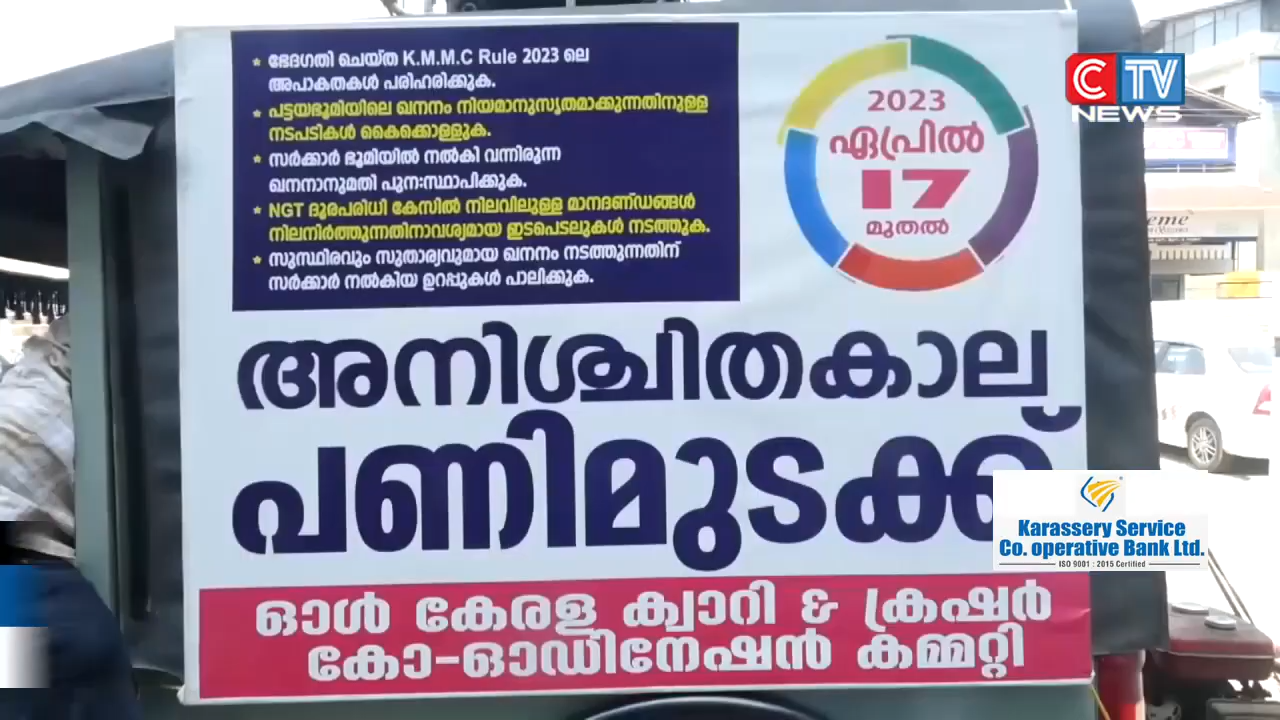 ★ ഭേദഗതി ചെയ്ത K.M.M.C Rule 2023 ലെ
അപാകതകൾ പരിഹരിക്കുക.
★ പട്ടയഭൂമിയിലെ ഖനനം നിയമാനുസൃതമാക്കുന്നതിനുള്ള
നടപടികൾ കൈക്കൊള്ളുക.
★ സർക്കാർ ഭൂമിയിൽ നൽകി വന്നിരുന്ന
ഖനനാനുമതി പുനഃസ്ഥാപിക്കുക.
★ NGT ദൂരപരിധി കേസിൽ നിലവിലുള്ള മാനദണ്ഡങ്ങൾ
നിലനിർത്തുന്നതിനാവശ്യമായ ഇടപെടലുകൾ നടത്തുക.
★ സുസ്ഥിരവും സുതാര്യവുമായ ഖനനം നടത്തുന്നതിന്
സർക്കാർ നൽകിയ ഉറപ്പുകൾ പാലിക്കുക.
2023
ഏപ്രിൽ
17
മുതൽ
C TV
NEWS
അനിശ്ചിതകാല
പണിമുടക്ക്
Karassery Service
Co. operative Bank Ltd.
ISO 9001 : 2015 Certified
ഓൾ കേരള ക്വാറി & ക്രഷർ
കോ-ഓഡിനേഷൻ കമ്മറ്റി